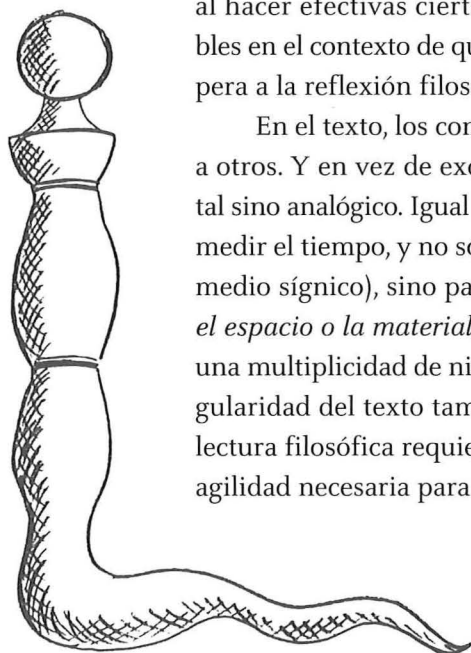 al hacer efectivas ciert
bles en el contexto de qu
pera a la reflexión filos
En el texto, los cor
a otros. Y en vez de exc
tal sino analógico. Igual
medir el tiempo, y no so
medio sígnico), sino pa
el espacio o la material
una multiplicidad de ni
gularidad del texto tam
lectura filosófica requie
agilidad necesaria para